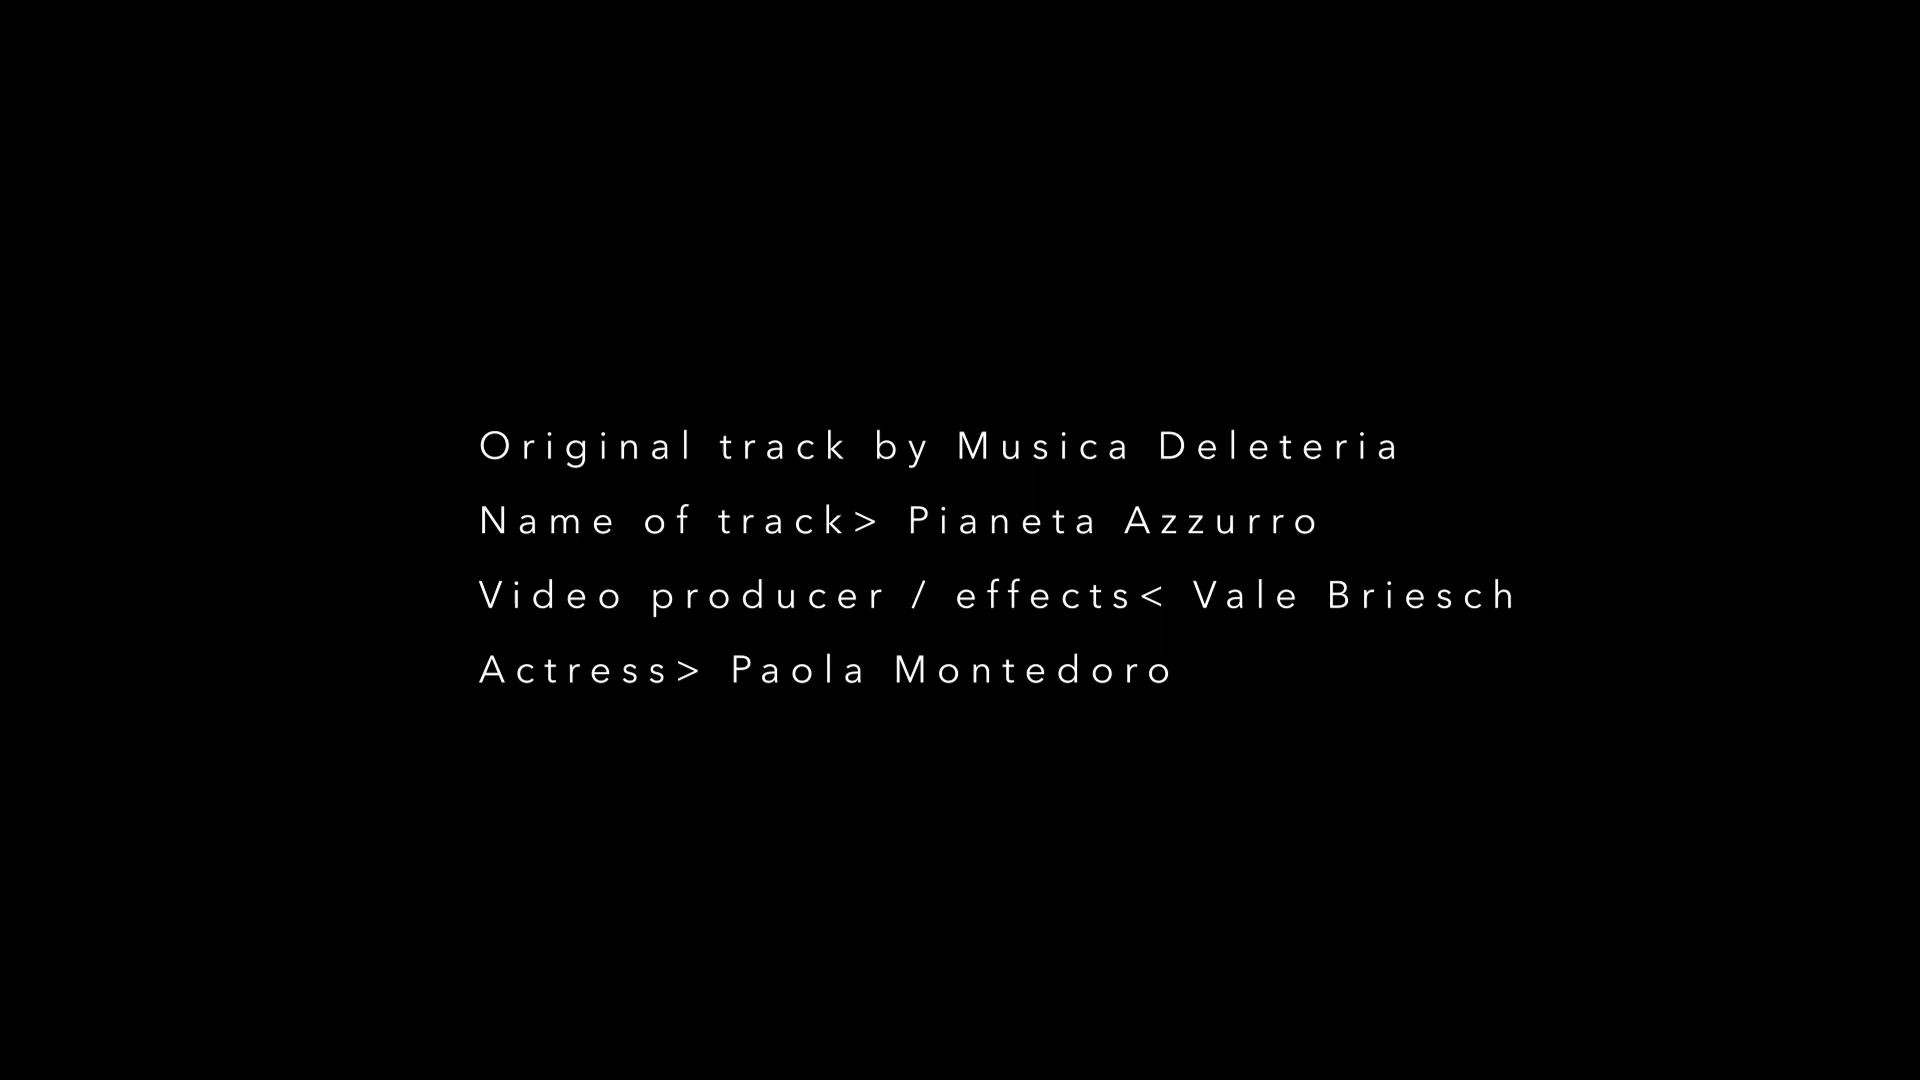 Original track by Musica Deleteria
Name of track> Pianeta Azzurro
Video producer / effects< Vale Briesch
Actress> Paola Montedoro